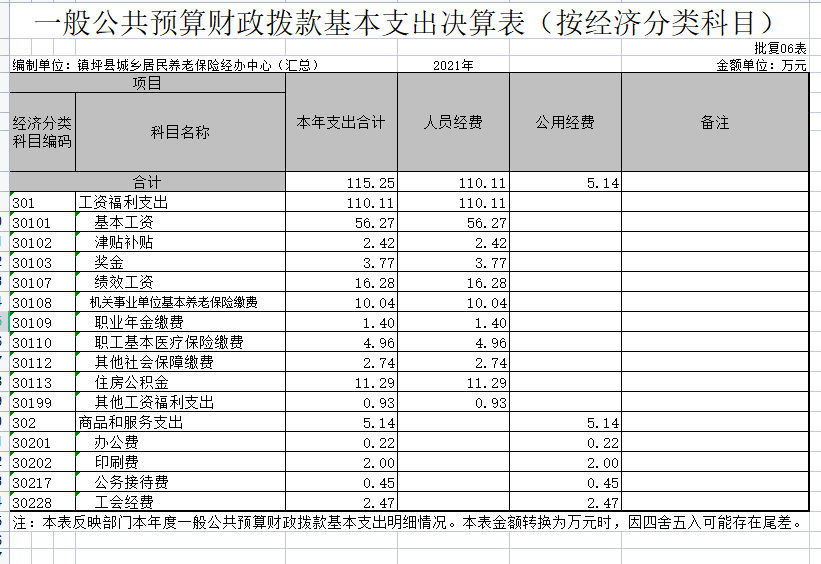 一般公共预算财政拨款基本支出决算表（按经济分类科目）
批复06表
编制单位：镇坪县城乡居民养老保险经办中心（汇总） 2021年 金额单位：万元
项目 本年支出合计 人员经费 公用经费 备注
经济分类科目编码 科目名称
合计 115.25 110.11 5.14
301 工资福利支出 110.11 110.11
30101 基本工资 56.27 56.27
30102 津贴补贴 2.42 2.42
30103 奖金 3.77 3.77
30107 绩效工资 16.28 16.28
30108 机关事业单位基本养老保险缴费 10.04 10.04
30109 职业年金缴费 1.40 1.40
30110 职工基本医疗保险缴费 4.96 4.96
30112 其他社会保障缴费 2.74 2.74
30113 住房公积金 11.29 11.29
30199 其他工资福利支出 0.93 0.93
302 商品和服务支出 5.14 5.14
30201 办公费 0.22 0.22
30202 印刷费 2.00 2.00
30217 公务接待费 0.45 0.45
30228 工会经费 2.47 2.47
注：本表反映部门本年度一般公共预算财政拨款基本支出明细情况。本表金额转换为万元时，因四舍五入可能存在尾差。